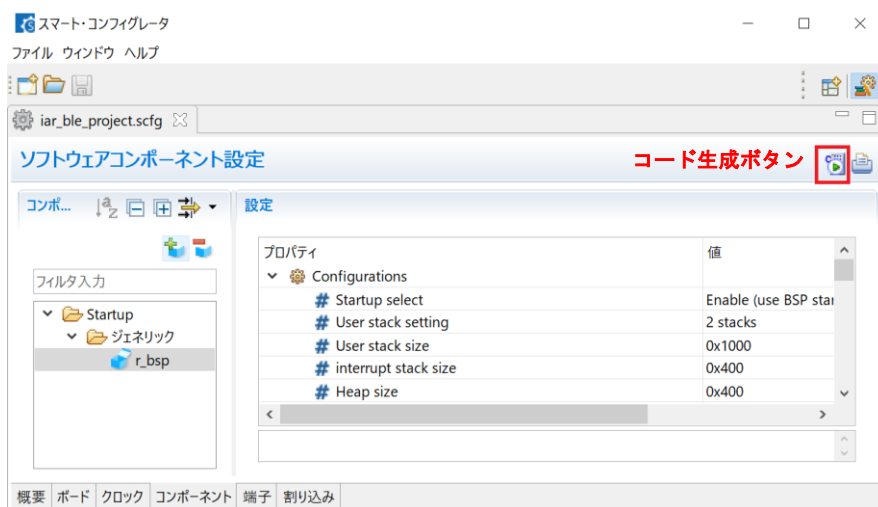 スマート・コンフィグレータ
ファイル ウィンドウ ヘルプ
iar_ble_project.scfg
ソフトウェアコンポーネント設定
コード生成ボタン
コンポ...
設定
フィルタ入力
Startup
ジェネリック
r_bsp
プロパティ 値
Configurations
Startup select Enable (use BSP star
User stack setting 2 stacks
User stack size 0x1000
interrupt stack size 0x400
Heap size 0x400
概要 ボード クロック コンポーネント 端子 割り込み